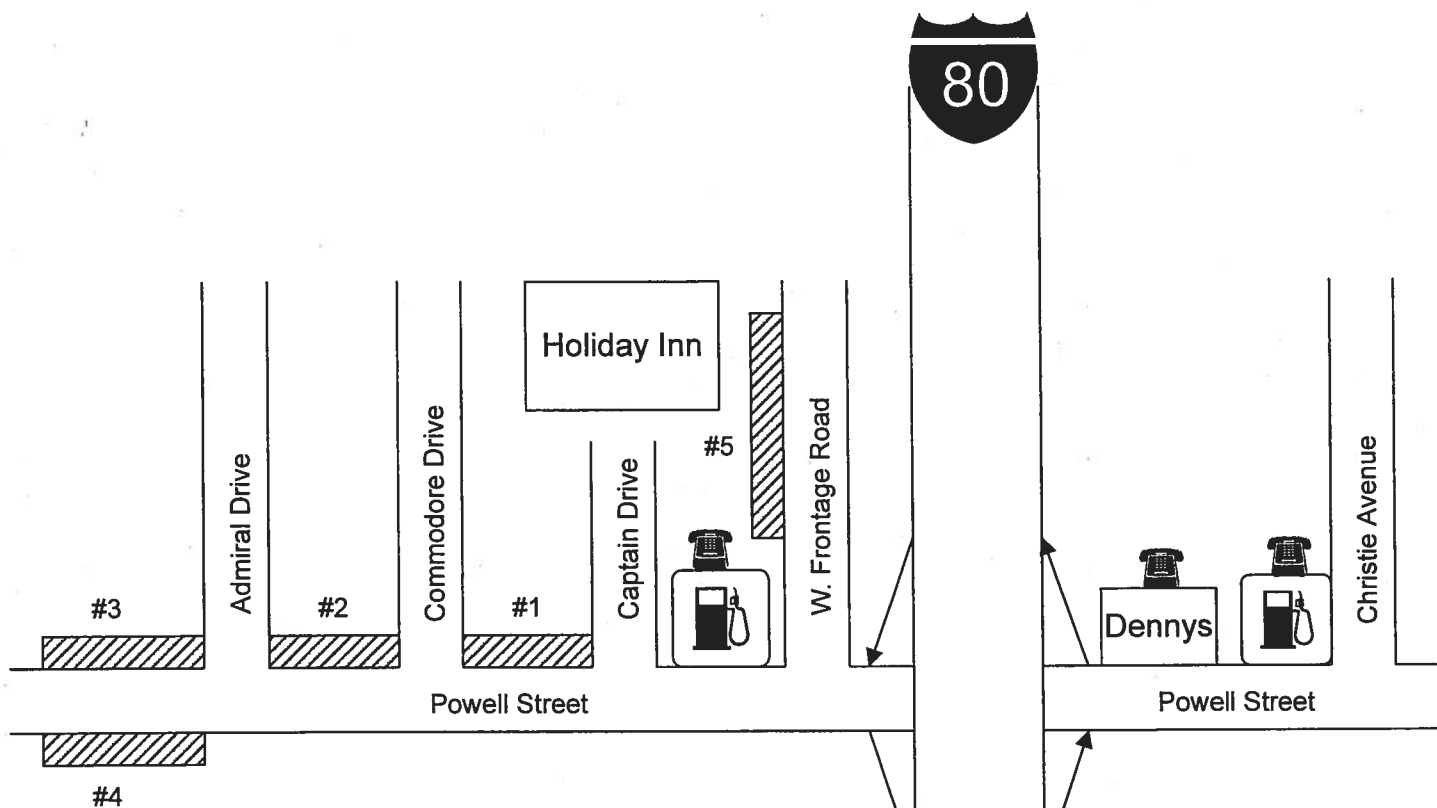 80
Holiday Inn
Admiral Drive
Commodore Drive
#5
Captain Drive
W. Frontage Road
Christie Avenue
#3
#2
#1
Dennys
Powell Street
Powell Street
#4